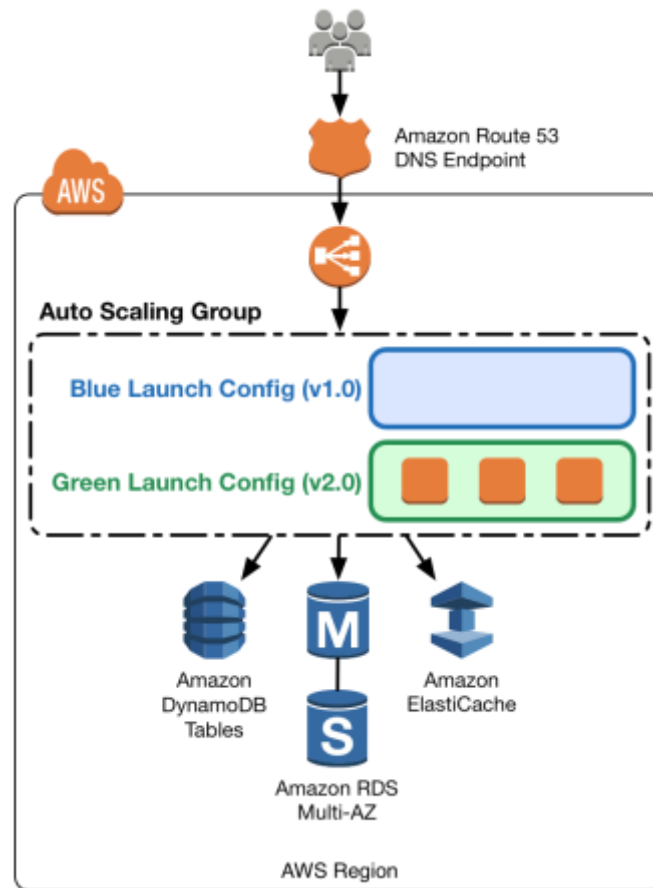 Amazon Route 53
DNS Endpoint
AWS
Auto Scaling Group
Blue Launch Config (v1.0)
Green Launch Config (v2.0)
M
Amazon
DynamoDB
Tables
Amazon
ElastiCache
S
Amazon RDS
Multi-AZ
AWS Region